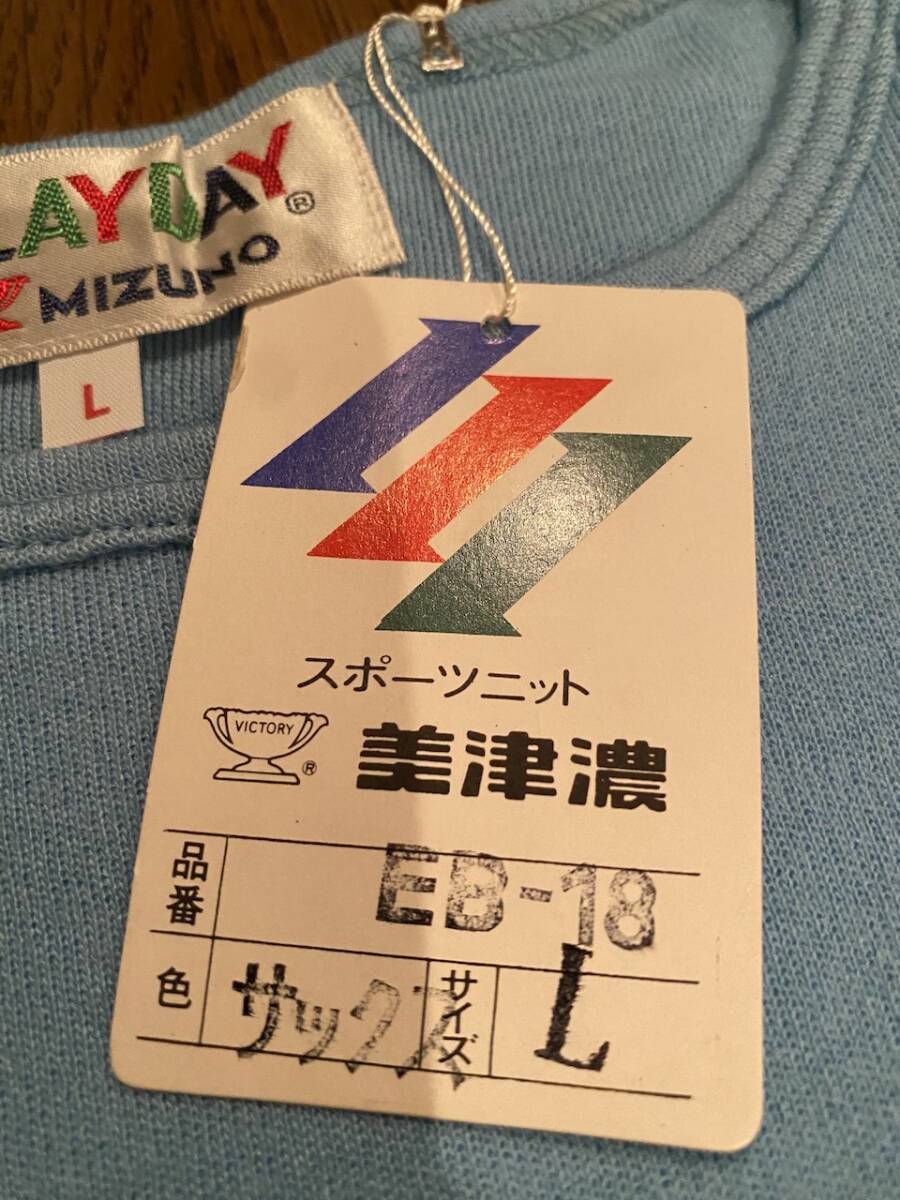 LAYDAY®
MIZUNO
L
スポーツニット
VICTORY
®
美津濃
品番 EB-18
色 サックス サイズ L